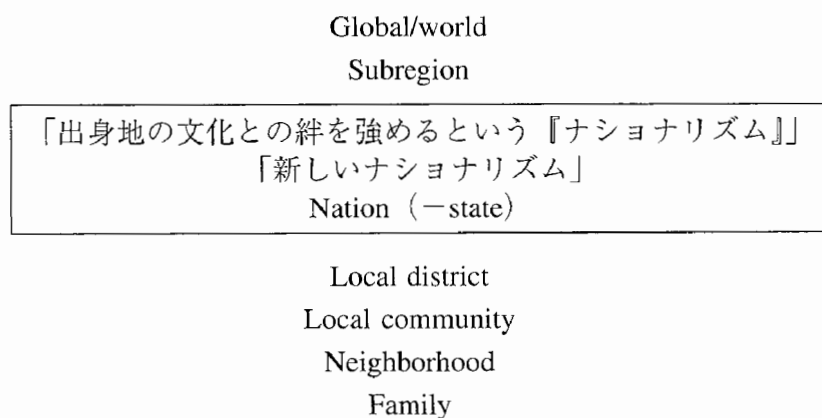 Global/world
Subregion
「出身地の文化との絆を強めるという『ナショナリズム』」
「新しいナショナリズム」
Nation（－state）
Local district
Local community
Neighborhood
Family